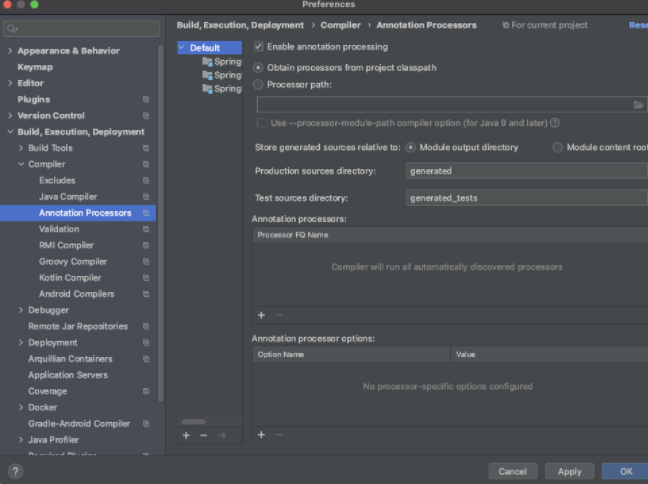 Preferences
Build, Execution, Deployment › Compiler › Annotation Processors For current project Rese
Appearance & Behavior
Keymap
Editor
Plugins
Version Control
Build, Execution, Deployment
Build Tools
Compiler
Excludes
Java Compiler
Annotation Processors
Validation
RMI Compiler
Groovy Compiler
Kotlin Compiler
Android Compilers
Debugger
Remote Jar Repositories
Deployment
Arquillian Containers
Application Servers
Coverage
Docker
Gradle-Android Compiler
Java Profiler
Required Plugins
Default
Spring
Spring
Spring
Enable annotation processing
Obtain processors from project classpath
Processor path:
Use --processor-module-path compiler option (for Java 9 and later) ?
Store generated sources relative to: Module output directory Module content root
Production sources directory: generated
Test sources directory: generated_tests
Annotation processors:
Processor FQ Name
Compiler will run all automatically discovered processors
+ −
Annotation processor options:
Option Name Value
No processor-specific options configured
+ − →
+ −
? Cancel Apply OK